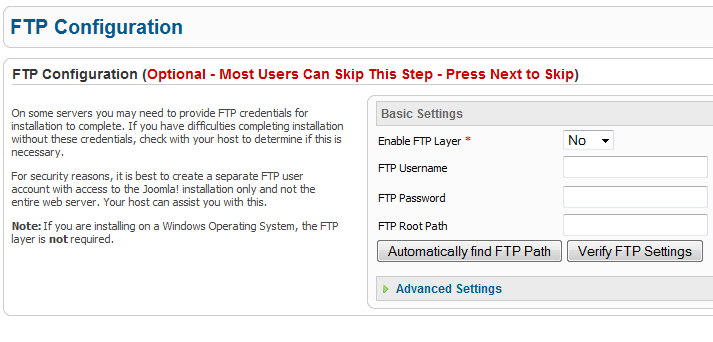 FTP Configuration
FTP Configuration (Optional - Most Users Can Skip This Step - Press Next to Skip)
On some servers you may need to provide FTP credentials for
installation to complete. If you have difficulties completing installation
without these credentials, check with your host to determine if this is
necessary.
For security reasons, it is best to create a separate FTP user
account with access to the Joomla! installation only and not the
entire web server. Your host can assist you with this.
Note: If you are installing on a Windows Operating System, the FTP
layer is not required.
Basic Settings
Enable FTP Layer * No
FTP Username
FTP Password
FTP Root Path
Automatically find FTP Path Verify FTP Settings
Advanced Settings